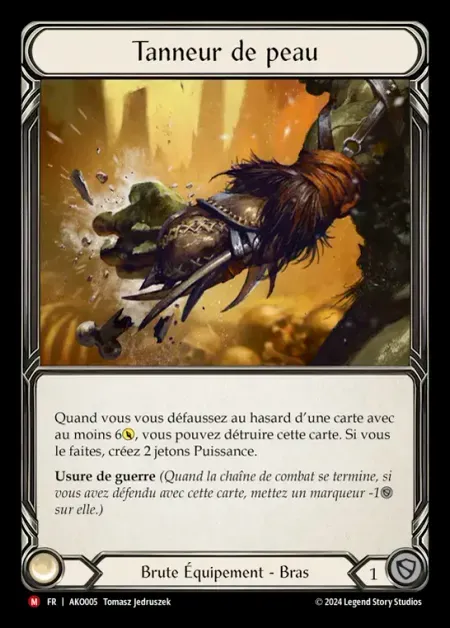 Tanneur de peau
Quand vous vous défaussez au hasard d'une carte avec
au moins 6, vous pouvez détruire cette carte. Si vous
le faites, créez 2 jetons Puissance.
Usure de guerre (Quand la chaîne de combat se termine, si
vous avez défendu avec cette carte, mettez un marqueur -1
sur elle.)
Brute Équipement - Bras 1
M FR | AKO005 Tomasz Jedruszek © 2024 Legend Story Studios